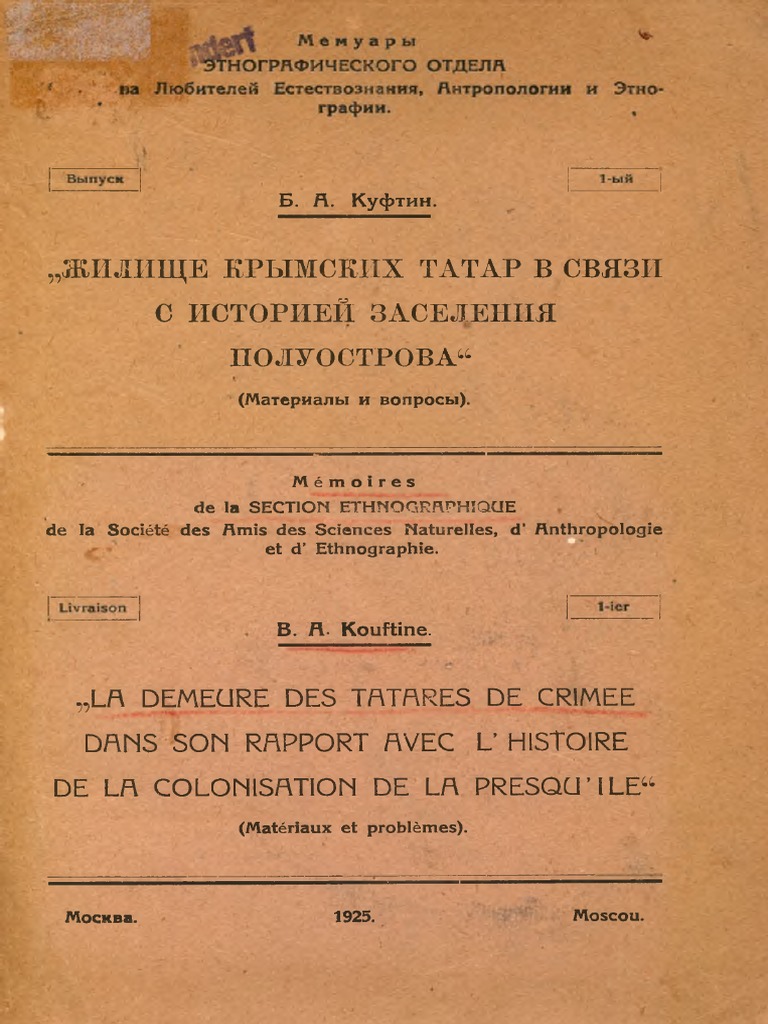 Мемуары
ЭТНОГРАФИЧЕСКОГО ОТДЕЛА
ва Любителей Естествознания, Антропологии и Этно-
графии.
Выпуск
1-ый
Б. А. Куфтин.
„ЖИЛИЩЕ КРЫМСКИХ ТАТАР В СВЯЗИ
С ИСТОРИЕЙ ЗАСЕЛЕНИЯ
ПОЛУОСТРОВА“
(Материалы и вопросы).
Mémoires
de la SECTION ETHNOGRAPHIQUE
de la Société des Amis des Sciences Naturelles, d' Anthropologie
et d' Ethnographie.
Livraison
1-ier
B. A. Kouftine.
„LA DEMEURE DES TATARES DE CRIMEE
DANS SON RAPPORT AVEC L' HISTOIRE
DE LA COLONISATION DE LA PRESQU'ILE“
(Matériaux et problèmes).
Москва.
1925.
Moscou.